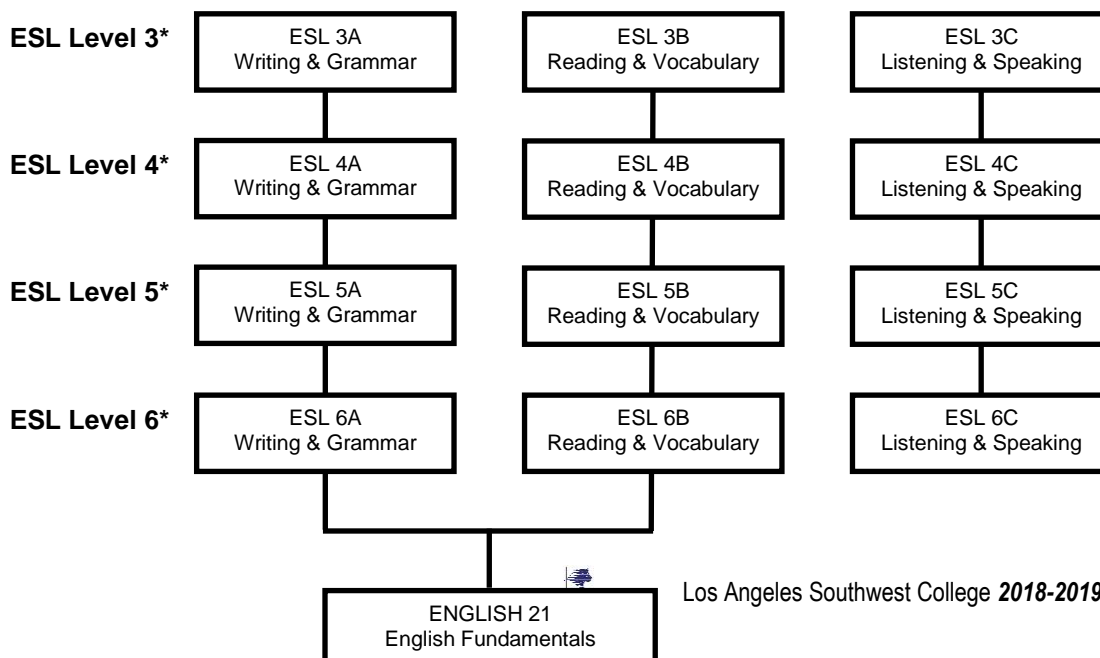 ESL Level 3*
ESL 3A
Writing & Grammar
ESL 3B
Reading & Vocabulary
ESL 3C
Listening & Speaking
ESL Level 4*
ESL 4A
Writing & Grammar
ESL 4B
Reading & Vocabulary
ESL 4C
Listening & Speaking
ESL Level 5*
ESL 5A
Writing & Grammar
ESL 5B
Reading & Vocabulary
ESL 5C
Listening & Speaking
ESL Level 6*
ESL 6A
Writing & Grammar
ESL 6B
Reading & Vocabulary
ESL 6C
Listening & Speaking
Los Angeles Southwest College 2018-2019
ENGLISH 21
English Fundamentals